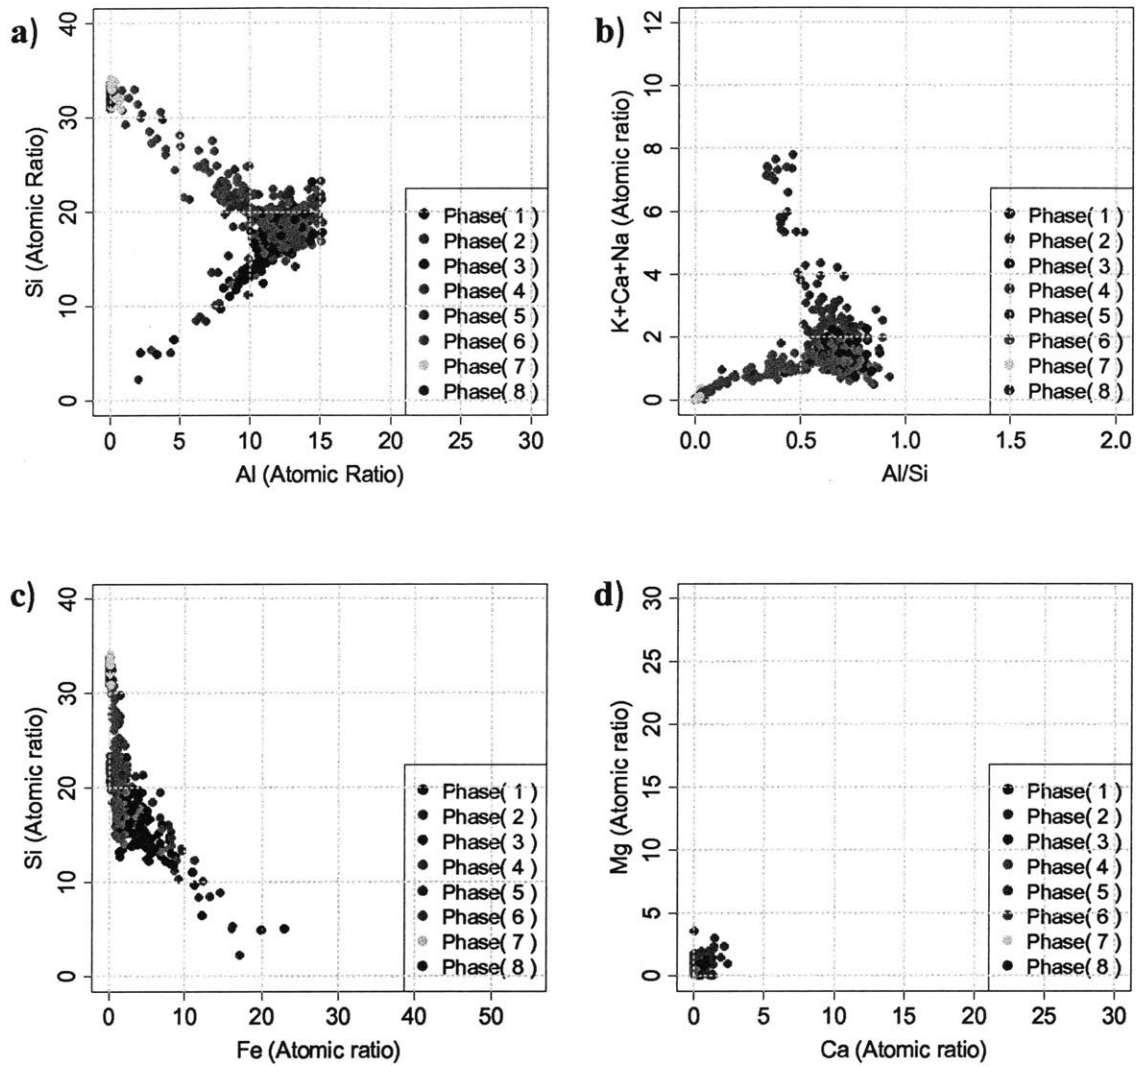 a)
40
30
20
10
0
Si (Atomic Ratio)
Phase( 1 )
Phase( 2 )
Phase( 3 )
Phase( 4 )
Phase( 5 )
Phase( 6 )
Phase( 7 )
Phase( 8 )
0 5 10 15 20 25 30
Al (Atomic Ratio)
b)
12
10
8
6
4
2
0
K+Ca+Na (Atomic ratio)
Phase( 1 )
Phase( 2 )
Phase( 3 )
Phase( 4 )
Phase( 5 )
Phase( 6 )
Phase( 7 )
Phase( 8 )
0.0 0.5 1.0 1.5 2.0
Al/Si
c)
40
30
20
10
0
Si (Atomic ratio)
Phase( 1 )
Phase( 2 )
Phase( 3 )
Phase( 4 )
Phase( 5 )
Phase( 6 )
Phase( 7 )
Phase( 8 )
0 10 20 30 40 50
Fe (Atomic ratio)
d)
30
25
20
15
10
5
0
Mg (Atomic ratio)
Phase( 1 )
Phase( 2 )
Phase( 3 )
Phase( 4 )
Phase( 5 )
Phase( 6 )
Phase( 7 )
Phase( 8 )
0 5 10 15 20 25 30
Ca (Atomic ratio)